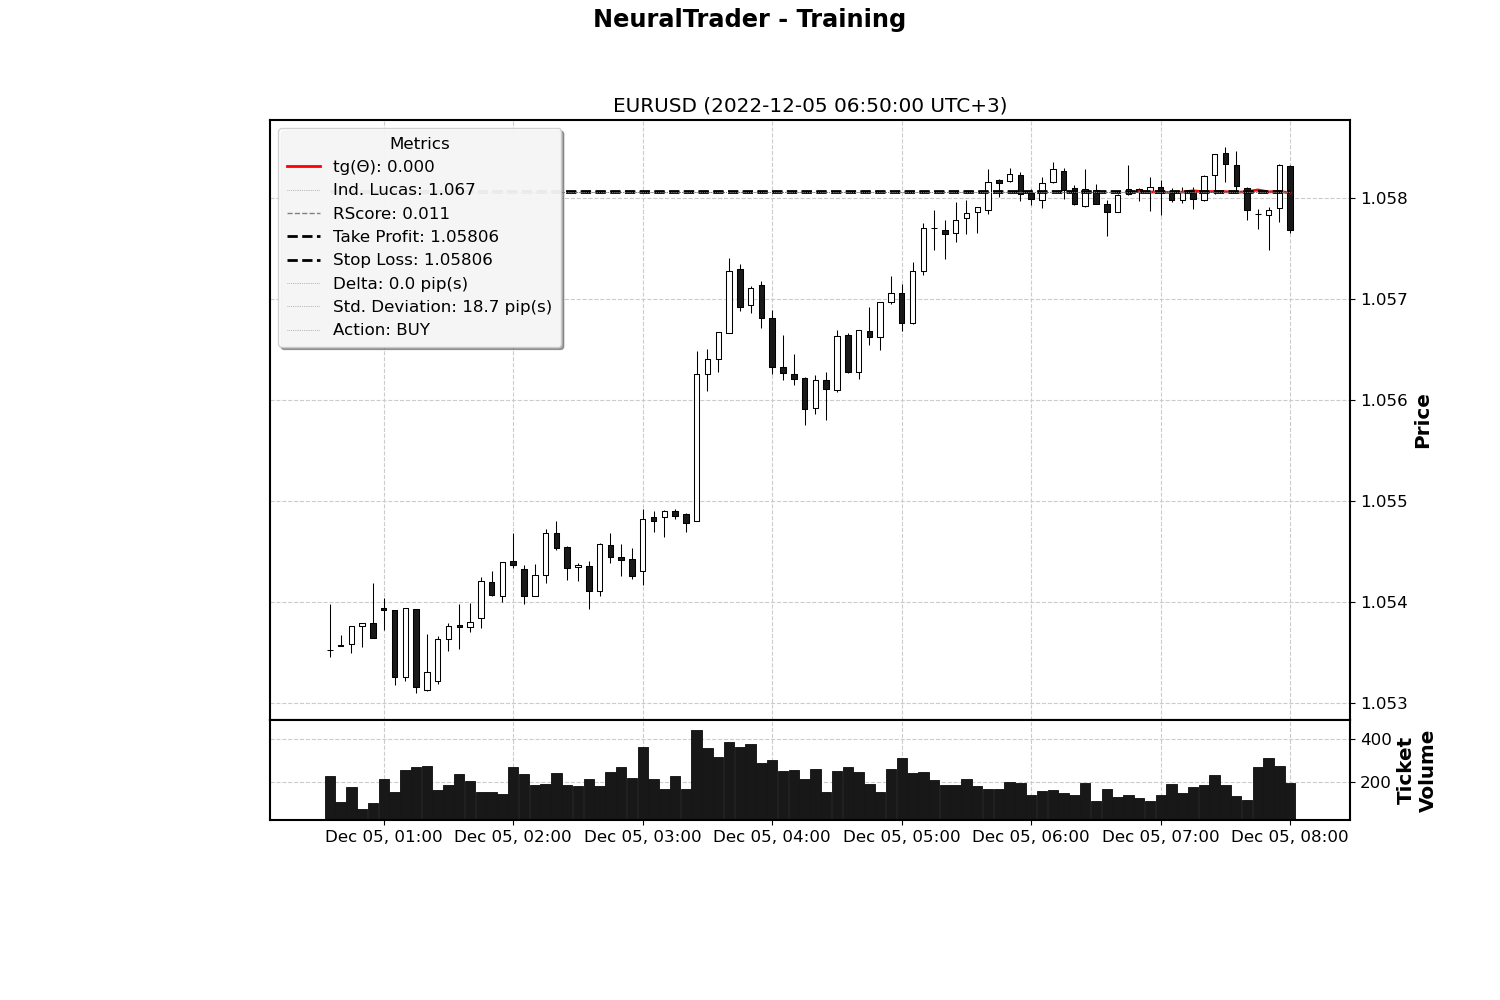 NeuralTrader - Training
EURUSD (2022-12-05 06:50:00 UTC+3)
Metrics
tg(Θ): 0.000
Ind. Lucas: 1.067
RScore: 0.011
Take Profit: 1.05806
Stop Loss: 1.05806
Delta: 0.0 pip(s)
Std. Deviation: 18.7 pip(s)
Action: BUY
1.058
1.057
1.056
1.055
1.054
1.053
Price
400
200
Ticket
Volume
Dec 05, 01:00 Dec 05, 02:00 Dec 05, 03:00 Dec 05, 04:00 Dec 05, 05:00 Dec 05, 06:00 Dec 05, 07:00 Dec 05, 08:00